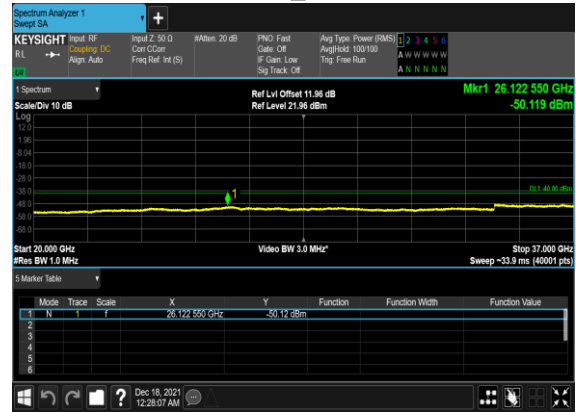 Spectrum Analyzer 1
Swept SA
KEYSIGHT Input: RF Input Z: 50 Ω #Atten: 20 dB PNO: Fast Avg Type: Power (RMS) 1 2 3 4 5 6
R L Coupling: DC Corr CCorr Gate: Off Avg|Hold: 100/100 A W W W W W
Align: Auto Freq Ref: Int (S) IF Gain: Low Trig: Free Run
Sig Track: Off A N N N N N
1 Spectrum Ref Lvl Offset 11.96 dB Mkr1 26.122 550 GHz
Scale/Div 10 dB Ref Level 21.96 dBm -50.119 dBm
Log
12.0
1.96
-8.04
-18.0
-28.0
-38.0
-48.0
-58.0
-68.0
1
Start 20.000 GHz Video BW 3.0 MHz* Stop 37.000 GHz
#Res BW 1.0 MHz Sweep ~33.9 ms (40001 pts)
5 Marker Table
Mode Trace Scale X Y Function Function Width Function Value
1 N 1 f 26.122 550 GHz -50.12 dBm
2
3
4
5
6
? Dec 18, 2021
12:28:07 AM